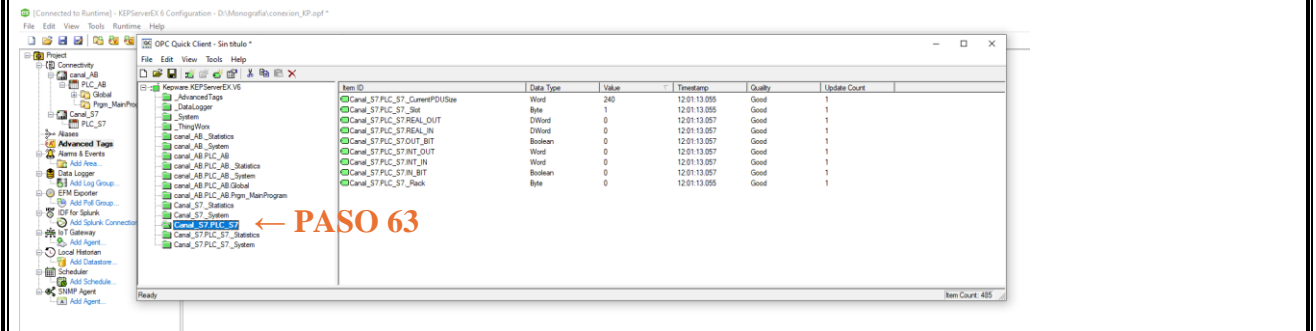 [Connected to Runtime] - KEPServerEX 6 Configuration - D:\Monografia\conexion_KP.opf *
File Edit View Tools Runtime Help
Project
Connectivity
canal_AB
PLC_AB
Global
Prgm_MainPro
Canal_S7
PLC_S7
Aliases
Advanced Tags
Alarms & Events
Add Area...
Data Logger
Add Log Group...
EFM Exporter
Add Poll Group...
IDF for Splunk
Add Splunk Connection
IoT Gateway
Add Agent...
Local Historian
Add Datastore...
Scheduler
Add Schedule...
SNMP Agent
Add Agent...
OPC Quick Client - Sin título *
File Edit View Tools Help
Kepware.KEPServerEX.V6
_AdvancedTags
_DataLogger
_System
_ThingWorx
canal_AB._Statistics
canal_AB._System
canal_AB.PLC_AB
canal_AB.PLC_AB._Statistics
canal_AB.PLC_AB._System
canal_AB.PLC_AB.Global
canal_AB.PLC_AB.Prgm_MainProgram
Canal_S7._Statistics
Canal_S7._System
Canal_S7.PLC_S7
Canal_S7.PLC_S7._Statistics
Canal_S7.PLC_S7._System
← PASO 63
Item ID Data Type Value Timestamp Quality Update Count
Canal_S7.PLC_S7._CurrentPDUSize Word 240 12:01:13.055 Good 1
Canal_S7.PLC_S7._Slot Byte 1 12:01:13.055 Good 1
Canal_S7.PLC_S7.REAL_OUT DWord 0 12:01:13.057 Good 1
Canal_S7.PLC_S7.REAL_IN DWord 0 12:01:13.057 Good 1
Canal_S7.PLC_S7.OUT_BIT Boolean 0 12:01:13.057 Good 1
Canal_S7.PLC_S7.INT_OUT Word 0 12:01:13.057 Good 1
Canal_S7.PLC_S7.INT_IN Word 0 12:01:13.057 Good 1
Canal_S7.PLC_S7.IN_BIT Boolean 0 12:01:13.057 Good 1
Canal_S7.PLC_S7._Rack Byte 0 12:01:13.055 Good 1
Ready Item Count: 485